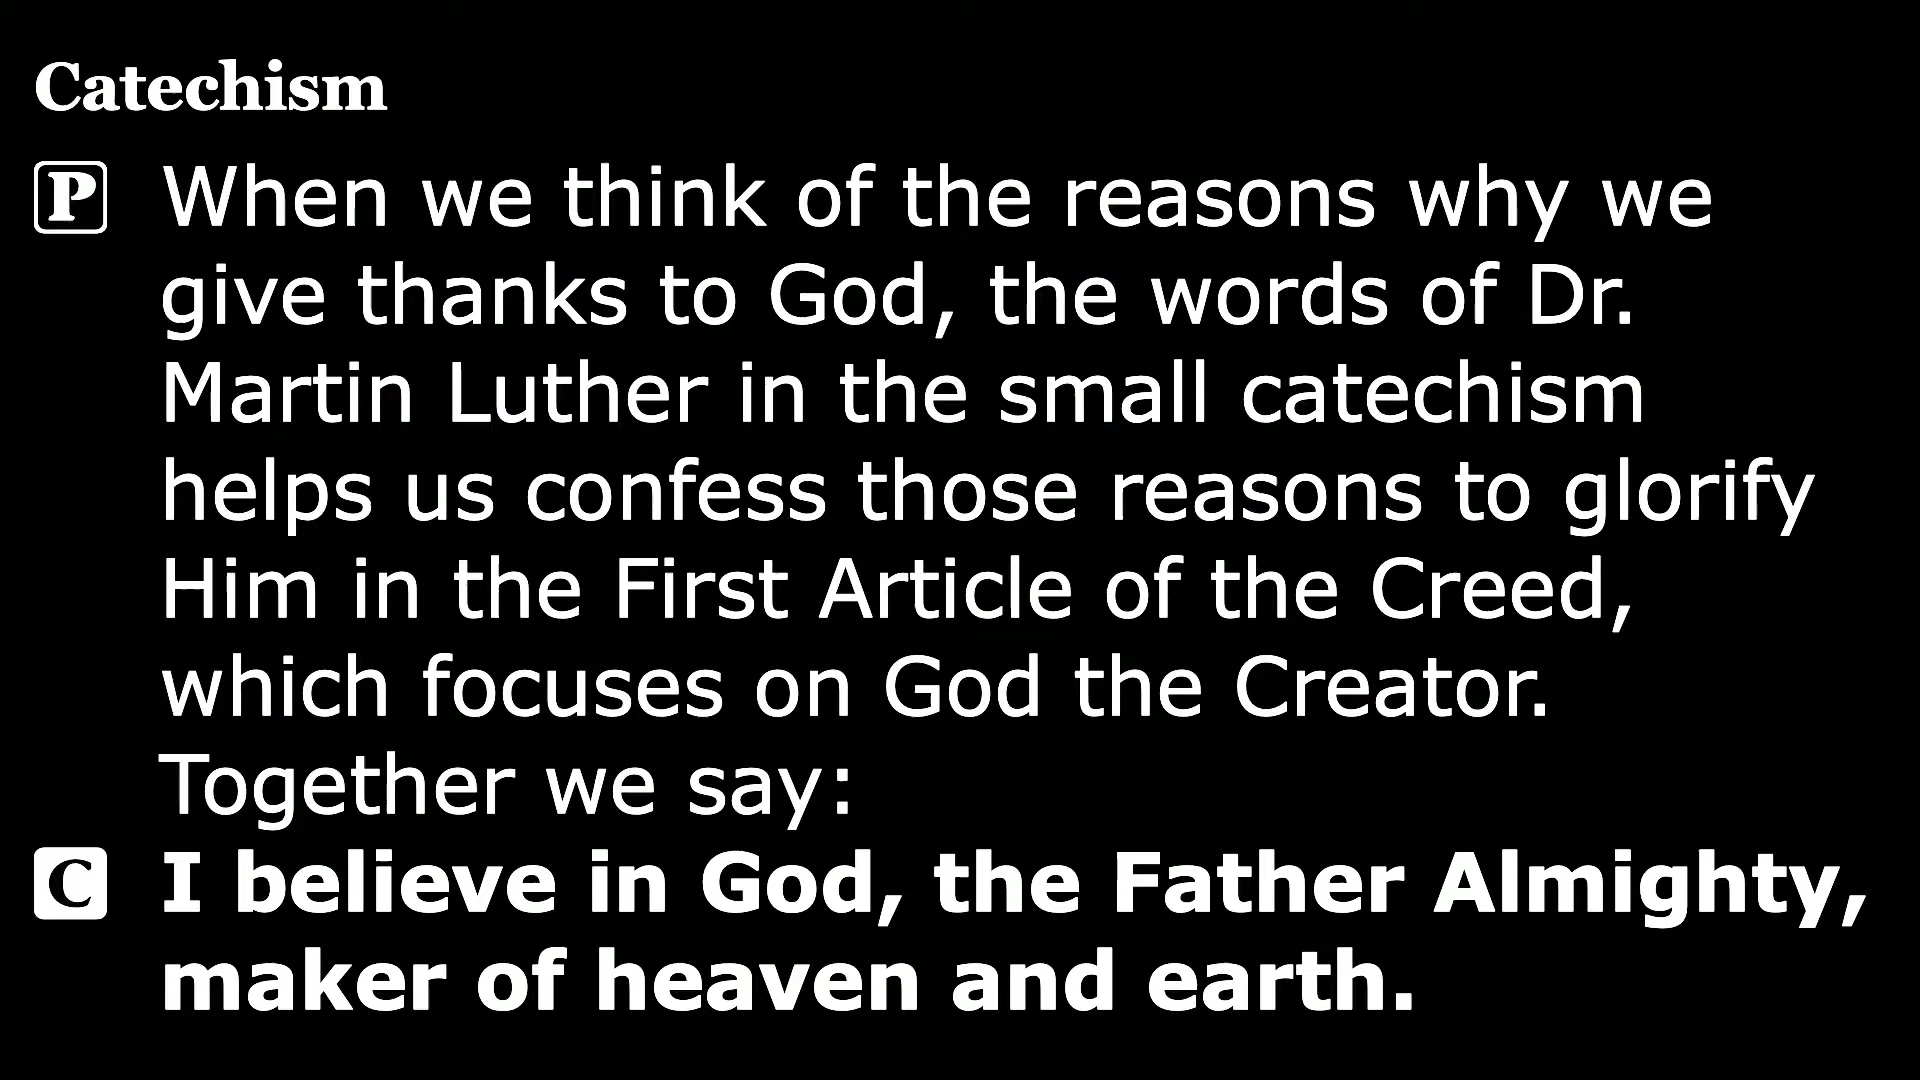 Catechism
P When we think of the reasons why we
give thanks to God, the words of Dr.
Martin Luther in the small catechism
helps us confess those reasons to glorify
Him in the First Article of the Creed,
which focuses on God the Creator.
Together we say:
C I believe in God, the Father Almighty,
maker of heaven and earth.